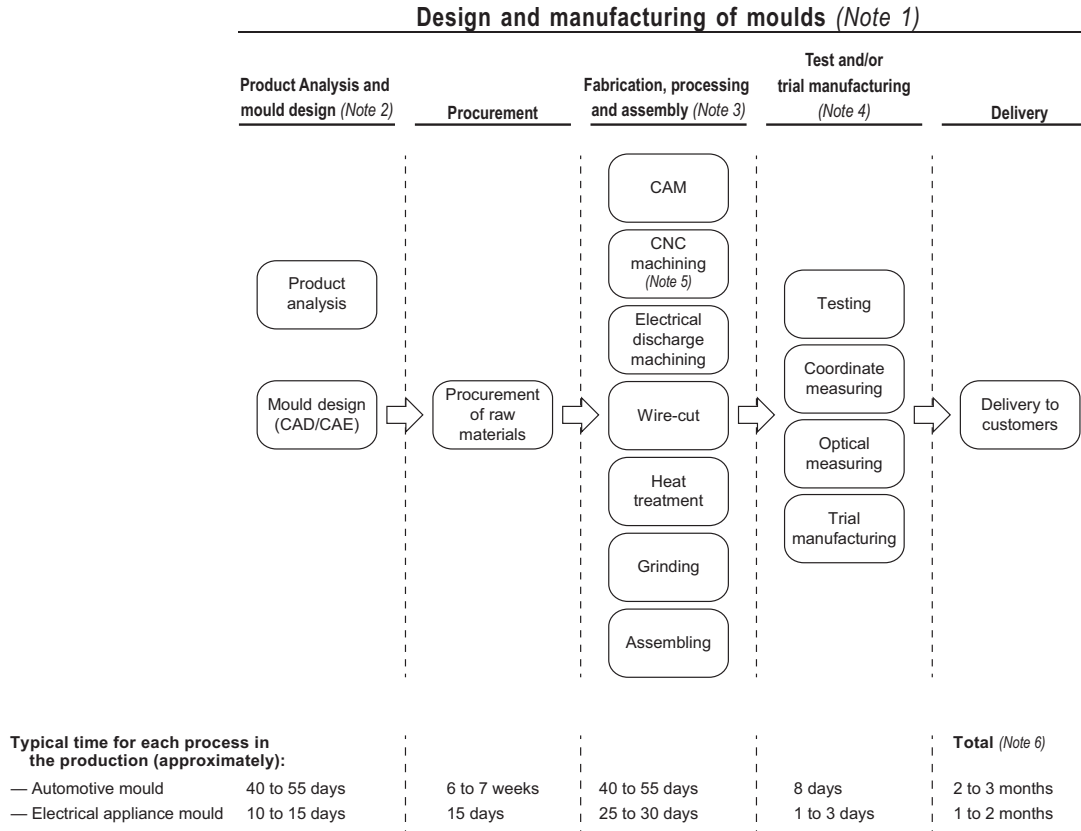 Design and manufacturing of moulds (Note 1)
Product Analysis and
mould design (Note 2)
Procurement
Fabrication, processing
and assembly (Note 3)
Test and/or
trial manufacturing
(Note 4)
Delivery
Product
analysis
Mould design
(CAD/CAE)
Procurement
of raw
materials
CAM
CNC
machining
(Note 5)
Electrical
discharge
machining
Wire-cut
Heat
treatment
Grinding
Assembling
Testing
Coordinate
measuring
Optical
measuring
Trial
manufacturing
Delivery to
customers
Typical time for each process in
the production (approximately):
Total (Note 6)
— Automotive mould 40 to 55 days 6 to 7 weeks 40 to 55 days 8 days 2 to 3 months
— Electrical appliance mould 10 to 15 days 15 days 25 to 30 days 1 to 3 days 1 to 2 months